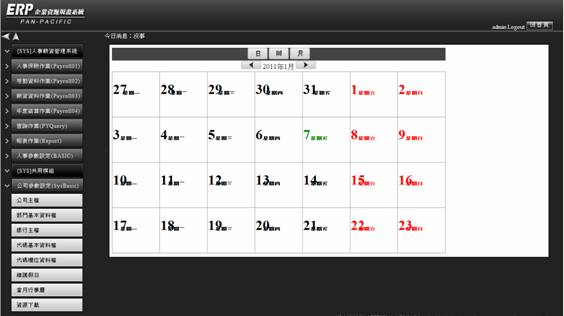 ERP 企業資源規畫系統
PAN-PACIFIC
admin Logout 回首頁
今日消息：沒事
[SYS]人事薪資管理系統
人事保險作業(Payroll01)
考勤資料作業(Payroll02)
薪資資料作業(Payroll03)
年度結算作業(Payroll04)
查詢作業(PYQuery)
報表作業(Report)
人事參數設定(BASIC)
[SYS]共用模組
公司參數設定(SysBasic)
公司主檔
部門基本資料檔
銀行主檔
代碼基本資料檔
代碼欄位資料檔
維護假日
當月行事曆
資源下載
日 周 月
2011年1月
27星期一 28星期二 29星期三 30星期四 31星期五 1星期六 2星期日
3星期一 4星期二 5星期三 6星期四 7星期五 8星期六 9星期日
10星期一 11星期二 12星期三 13星期四 14星期五 15星期六 16星期日
17星期一 18星期二 19星期三 20星期四 21星期五 22星期六 23星期日